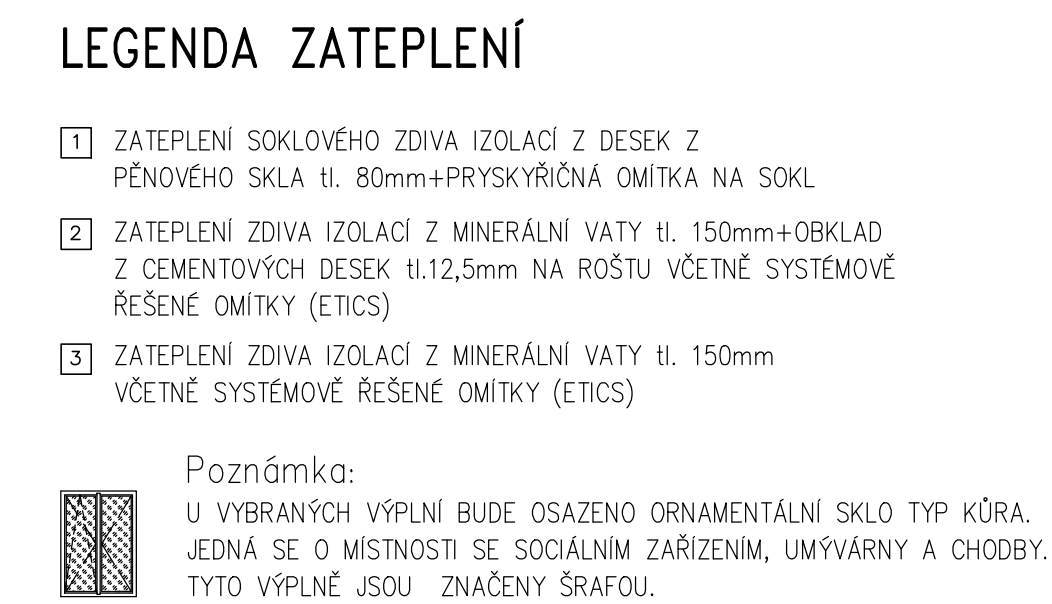 LEGENDA ZATEPLENÍ
1 ZATEPLENÍ SOKLOVÉHO ZDIVA IZOLACÍ Z DESEK Z
PĚNOVÉHO SKLA tl. 80mm+PRYSKYŘIČNÁ OMÍTKA NA SOKL
2 ZATEPLENÍ ZDIVA IZOLACÍ Z MINERÁLNÍ VATY tl. 150mm+OBKLAD
Z CEMENTOVÝCH DESEK tl.12,5mm NA ROŠTU VČETNĚ SYSTÉMOVĚ
ŘEŠENÉ OMÍTKY (ETICS)
3 ZATEPLENÍ ZDIVA IZOLACÍ Z MINERÁLNÍ VATY tl. 150mm
VČETNĚ SYSTÉMOVĚ ŘEŠENÉ OMÍTKY (ETICS)
Poznámka:
U VYBRANÝCH VÝPLNÍ BUDE OSAZENO ORNAMENTÁLNÍ SKLO TYP KŮRA.
JEDNÁ SE O MÍSTNOSTI SE SOCIÁLNÍM ZAŘÍZENÍM, UMÝVÁRNY A CHODBY.
TYTO VÝPLNĚ JSOU ZNAČENY ŠRAFOU.